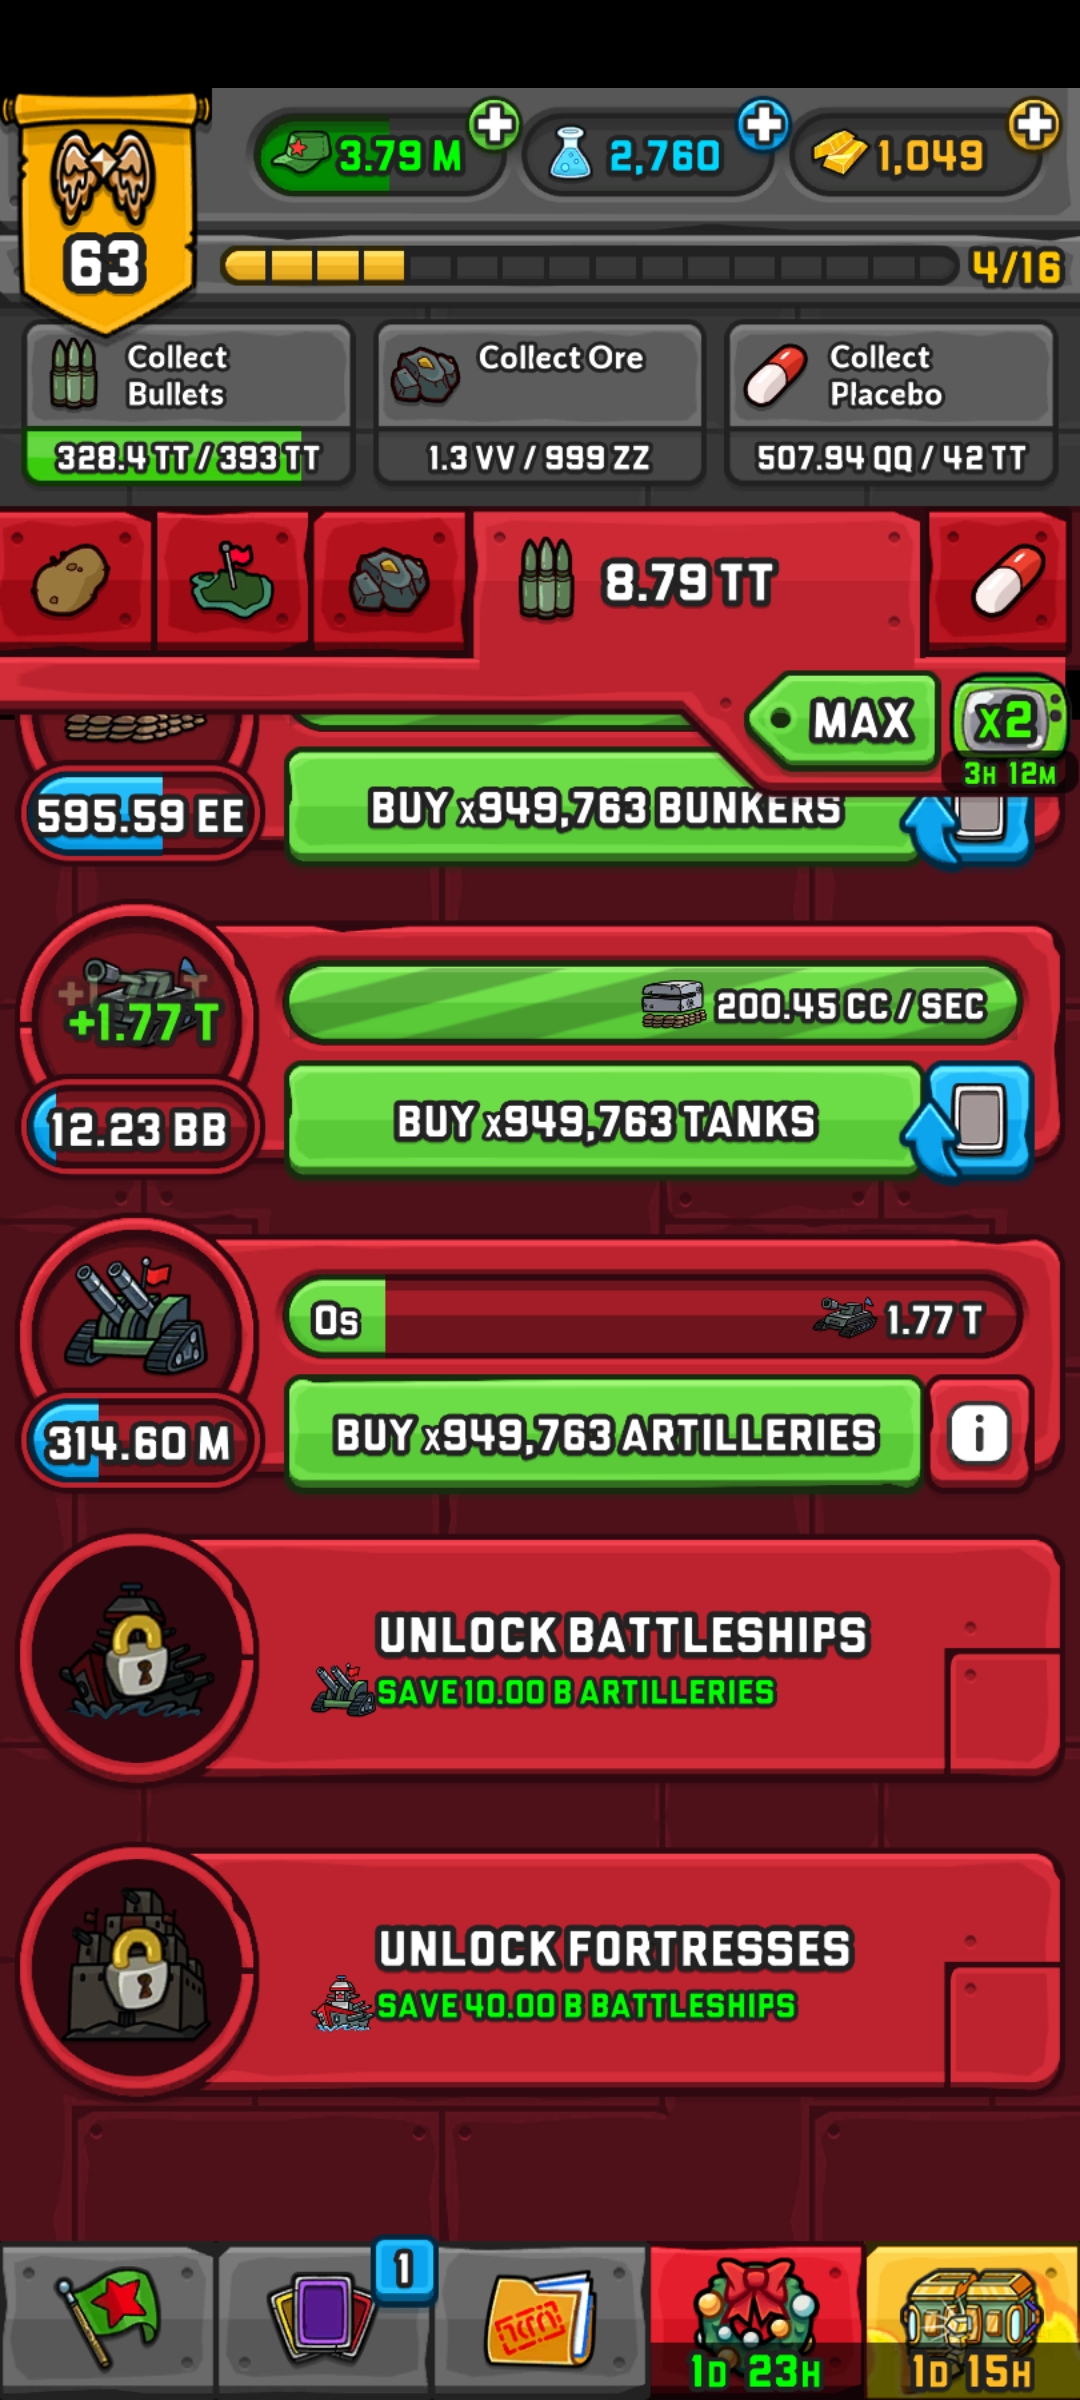 3.79 M
2,760
1,049
63
4/16
Collect
Bullets
328.4 TT / 393 TT
Collect Ore
1.3 VV / 999 ZZ
Collect
Placebo
507.94 QQ / 42 TT
8.79 TT
MAX
x2
3H 12M
595.59 EE
BUY x949,763 BUNKERS
+1.77 T
200.45 CC / SEC
12.23 BB
BUY x949,763 TANKS
0s
1.77 T
314.60 M
BUY x949,763 ARTILLERIES
i
UNLOCK BATTLESHIPS
SAVE 10.00 B ARTILLERIES
UNLOCK FORTRESSES
SAVE 40.00 B BATTLESHIPS
1
1D 23H
1D 15H